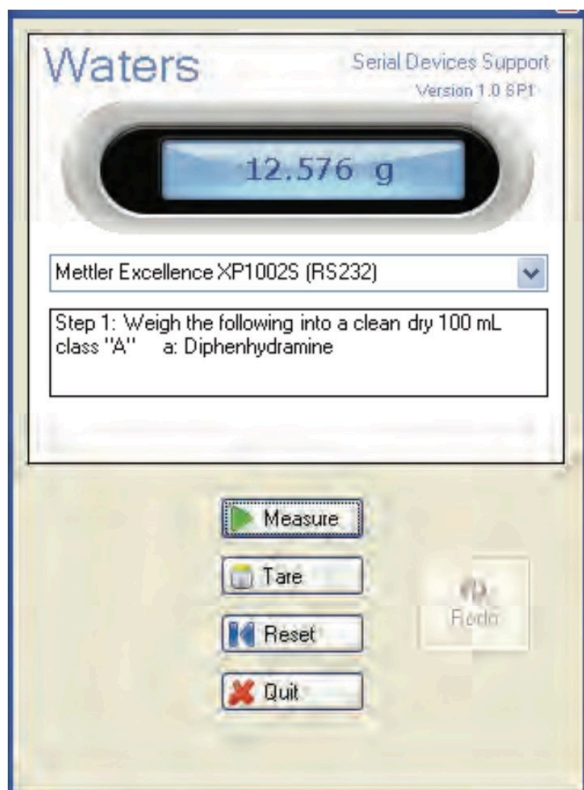 Waters
Serial Devices Support
Version 1.0 SP1
12.576 g
Mettler Excellence XP1002S (RS232)
Step 1: Weigh the following into a clean dry 100 mL
class "A"    a: Diphenhydramine
Measure
Tare
Redo
Reset
Quit